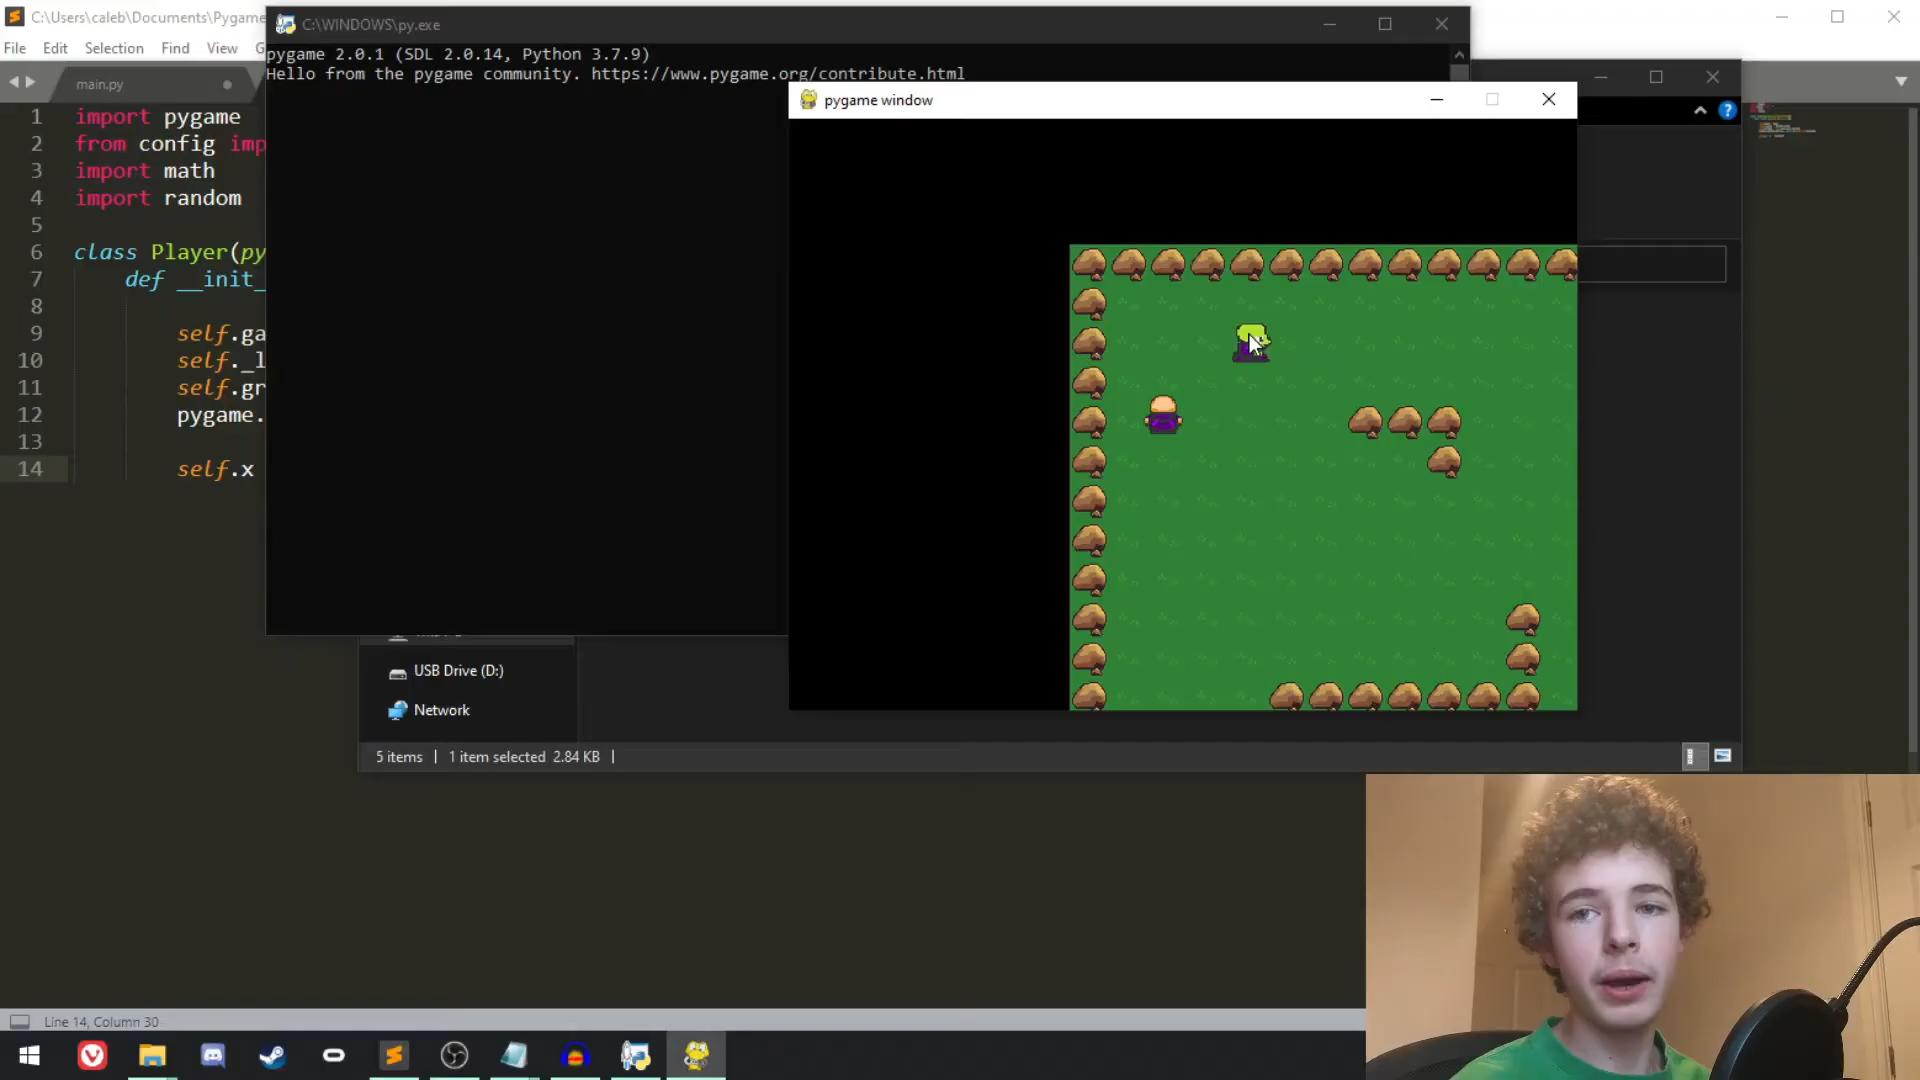 C:\Users\caleb\Documents\Pygame
File Edit Selection Find View G
main.py
1 import pygame
2 from config imp
3 import math
4 import random
5
6 class Player(py
7 def __init_
8
9 self.ga
10 self._l
11 self.gr
12 pygame.
13
14 self.x
C:\WINDOWS\py.exe
pygame 2.0.1 (SDL 2.0.14, Python 3.7.9)
Hello from the pygame community. https://www.pygame.org/contribute.html
pygame window
USB Drive (D:)
Network
5 items 1 item selected 2.84 KB
Line 14, Column 30